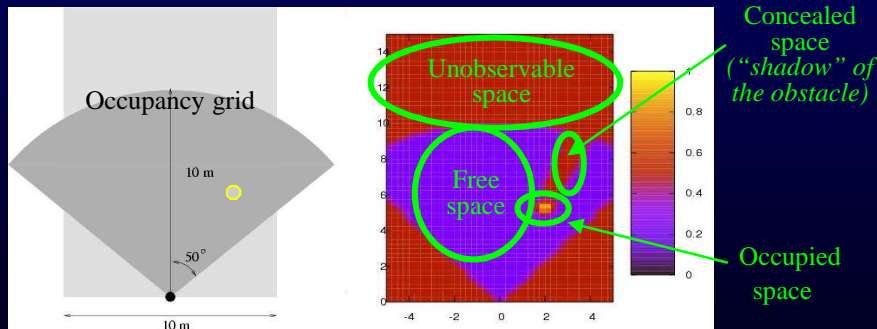 Occupancy grid
10 m
50°
10 m
14
12
10
8
6
4
2
0
-4
-2
0
2
4
Unobservable
space
Free
space
1
0.8
0.6
0.4
0.2
0
Concealed
space
(“shadow” of
the obstacle)
Occupied
space